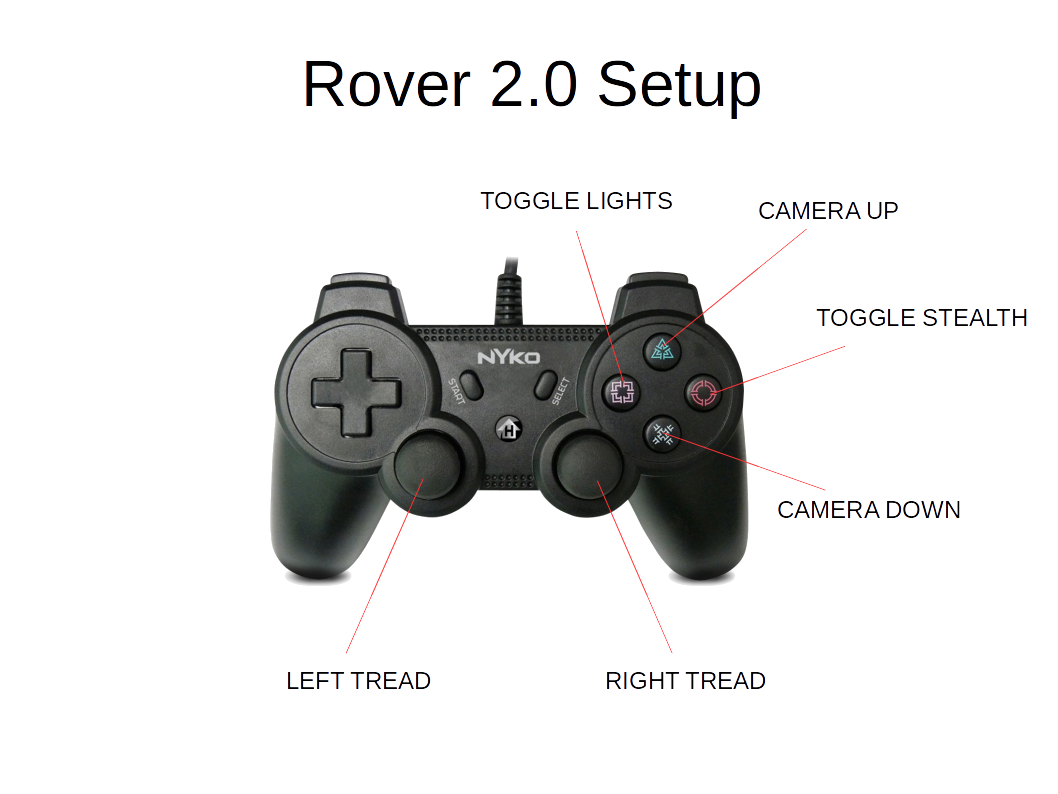 Rover 2.0 Setup
TOGGLE LIGHTS
CAMERA UP
TOGGLE STEALTH
NYKO
START
SELECT
H
CAMERA DOWN
LEFT TREAD
RIGHT TREAD